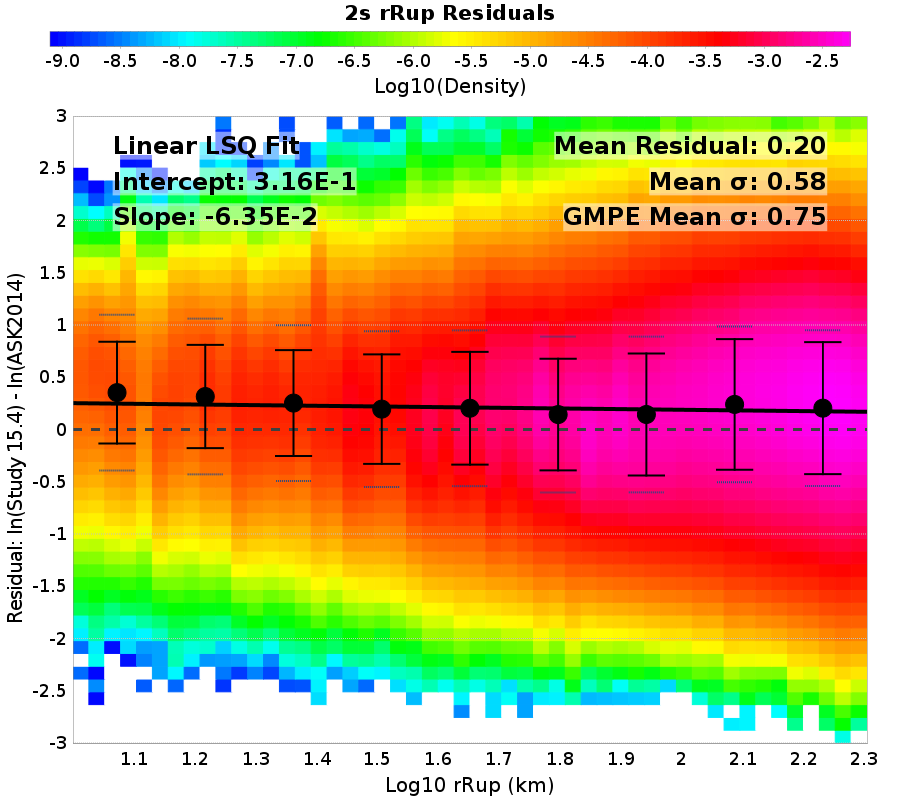 2s rRup Residuals
-9.0 -8.5 -8.0 -7.5 -7.0 -6.5 -6.0 -5.5 -5.0 -4.5 -4.0 -3.5 -3.0 -2.5
Log10(Density)
Linear LSQ Fit
Intercept: 3.16E-1
Slope: -6.35E-2
Mean Residual: 0.20
Mean σ: 0.58
GMPE Mean σ: 0.75
Residual: ln(Study 15.4) - ln(ASK2014)
3
2.5
2
1.5
1
0.5
0
-0.5
-1
-1.5
-2
-2.5
-3
1.1 1.2 1.3 1.4 1.5 1.6 1.7 1.8 1.9 2 2.1 2.2 2.3
Log10 rRup (km)